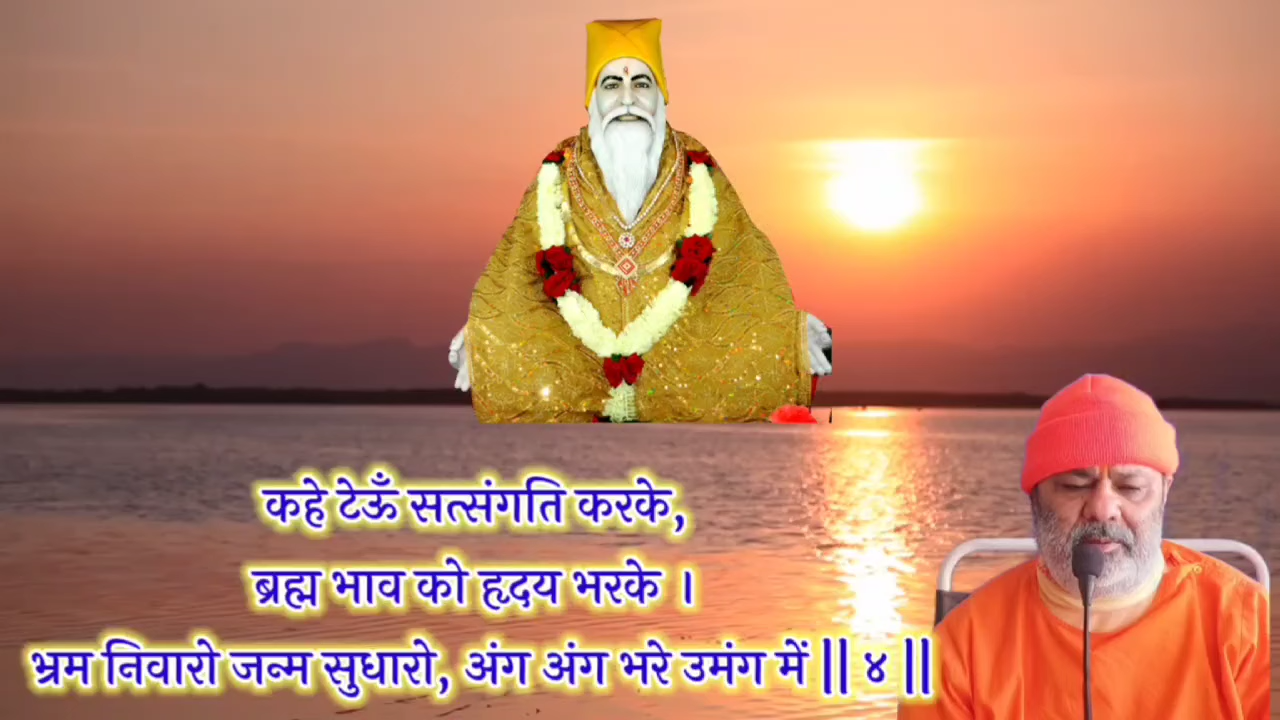 कहे टेऊँ सत्संगति करके,
ब्रह्म भाव को हृदय भरके ।
भ्रम निवारो जन्म सुधारो, अंग अंग भरे उमंग में || ४ ||